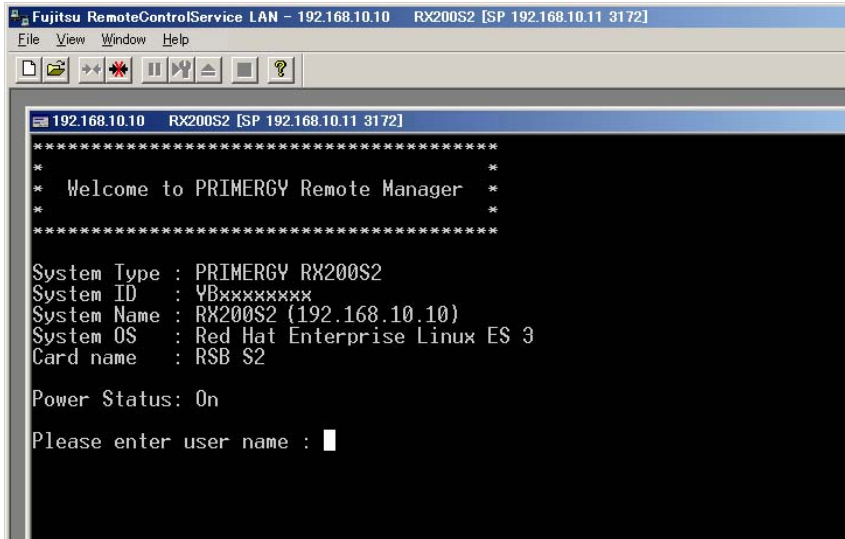 Fujitsu RemoteControlService LAN - 192.168.10.10 RX200S2 [SP 192.168.10.11 3172]
File View Window Help
192.168.10.10 RX200S2 [SP 192.168.10.11 3172]
****************************************
* *
* Welcome to PRIMERGY Remote Manager *
* *
****************************************
System Type : PRIMERGY RX200S2
System ID : YBxxxxxxxx
System Name : RX200S2 (192.168.10.10)
System OS : Red Hat Enterprise Linux ES 3
Card name : RSB S2
Power Status: On
Please enter user name :